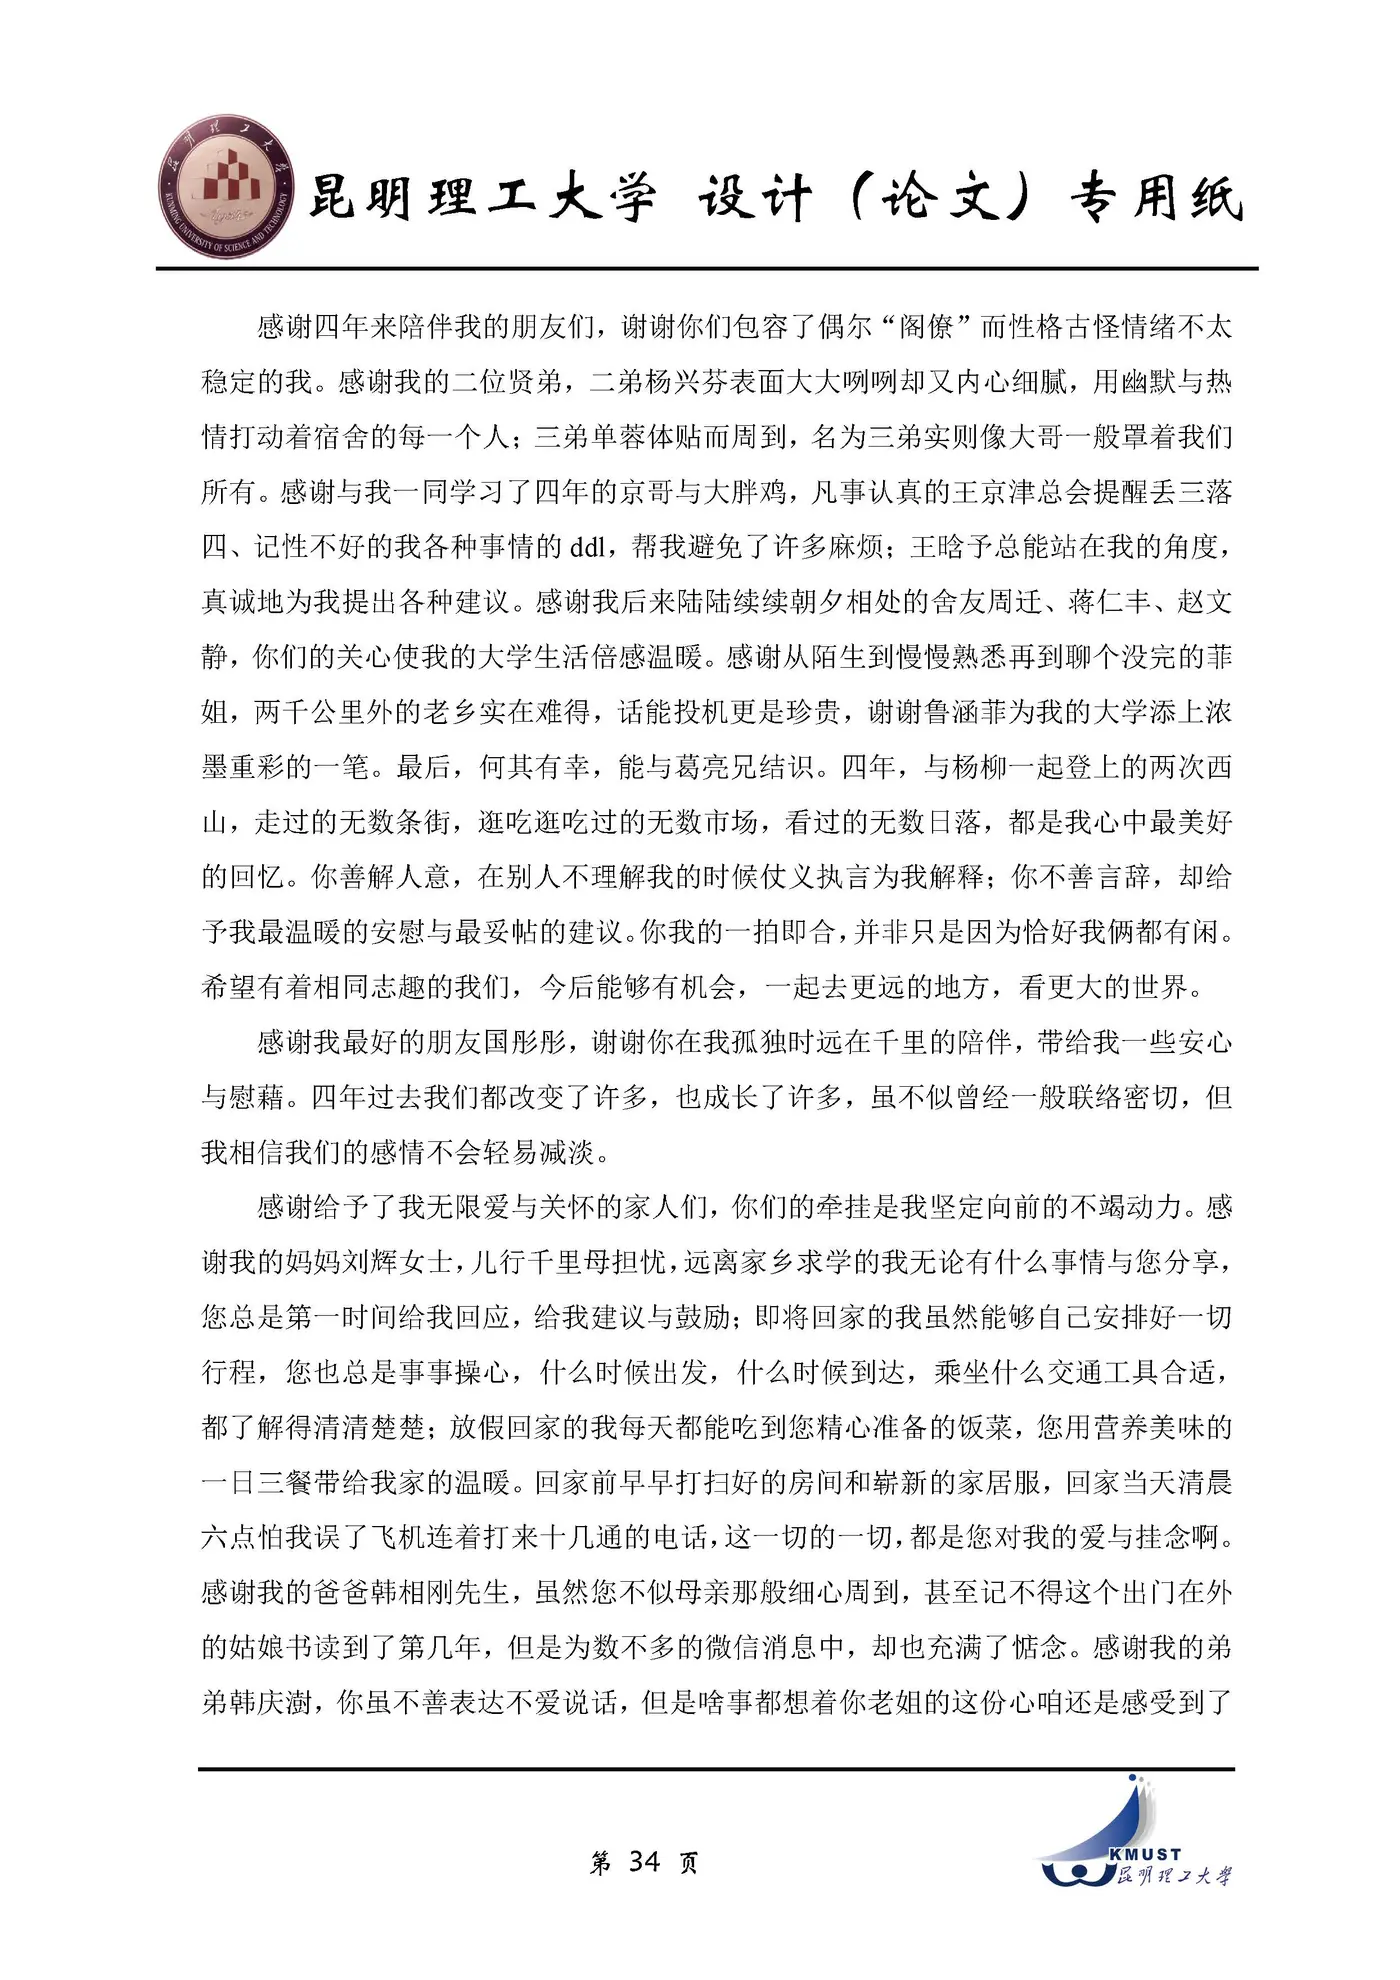 昆明理工大学
KUNMING UNIVERSITY OF SCIENCE AND TECHNOLOGY
昆明理工大学 设计（论文）专用纸
感谢四年来陪伴我的朋友们，谢谢你们包容了偶尔“阁僚”而性格古怪情绪不太
稳定的我。感谢我的二位贤弟，二弟杨兴芬表面大大咧咧却又内心细腻，用幽默与热
情打动着宿舍的每一个人；三弟单蓉体贴而周到，名为三弟实则像大哥一般罩着我们
所有。感谢与我一同学习了四年的京哥与大胖鸡，凡事认真的王京津总会提醒丢三落
四、记性不好的我各种事情的 ddl，帮我避免了许多麻烦；王晗予总能站在我的角度，
真诚地为我提出各种建议。感谢我后来陆陆续续朝夕相处的舍友周迁、蒋仁丰、赵文
静，你们的关心使我的大学生活倍感温暖。感谢从陌生到慢慢熟悉再到聊个没完的菲
姐，两千公里外的老乡实在难得，话能投机更是珍贵，谢谢鲁涵菲为我的大学添上浓
墨重彩的一笔。最后，何其有幸，能与葛亮兄结识。四年，与杨柳一起登上的两次西
山，走过的无数条街，逛吃逛吃过的无数市场，看过的无数日落，都是我心中最美好
的回忆。你善解人意，在别人不理解我的时候仗义执言为我解释；你不善言辞，却给
予我最温暖的安慰与最妥帖的建议。你我的一拍即合，并非只是因为恰好我俩都有闲。
希望有着相同志趣的我们，今后能够有机会，一起去更远的地方，看更大的世界。
感谢我最好的朋友国彤彤，谢谢你在我孤独时远在千里的陪伴，带给我一些安心
与慰藉。四年过去我们都改变了许多，也成长了许多，虽不似曾经一般联络密切，但
我相信我们的感情不会轻易减淡。
感谢给予了我无限爱与关怀的家人们，你们的牵挂是我坚定向前的不竭动力。感
谢我的妈妈刘辉女士，儿行千里母担忧，远离家乡求学的我无论有什么事情与您分享，
您总是第一时间给我回应，给我建议与鼓励；即将回家的我虽然能够自己安排好一切
行程，您也总是事事操心，什么时候出发，什么时候到达，乘坐什么交通工具合适，
都了解得清清楚楚；放假回家的我每天都能吃到您精心准备的饭菜，您用营养美味的
一日三餐带给我家的温暖。回家前早早打扫好的房间和崭新的家居服，回家当天清晨
六点怕我误了飞机连着打来十几通的电话，这一切的一切，都是您对我的爱与挂念啊。
感谢我的爸爸韩相刚先生，虽然您不似母亲那般细心周到，甚至记不得这个出门在外
的姑娘书读到了第几年，但是为数不多的微信消息中，却也充满了惦念。感谢我的弟
弟韩庆澍，你虽不善表达不爱说话，但是啥事都想着你老姐的这份心咱还是感受到了
第 34 页
KMUST
昆明理工大學